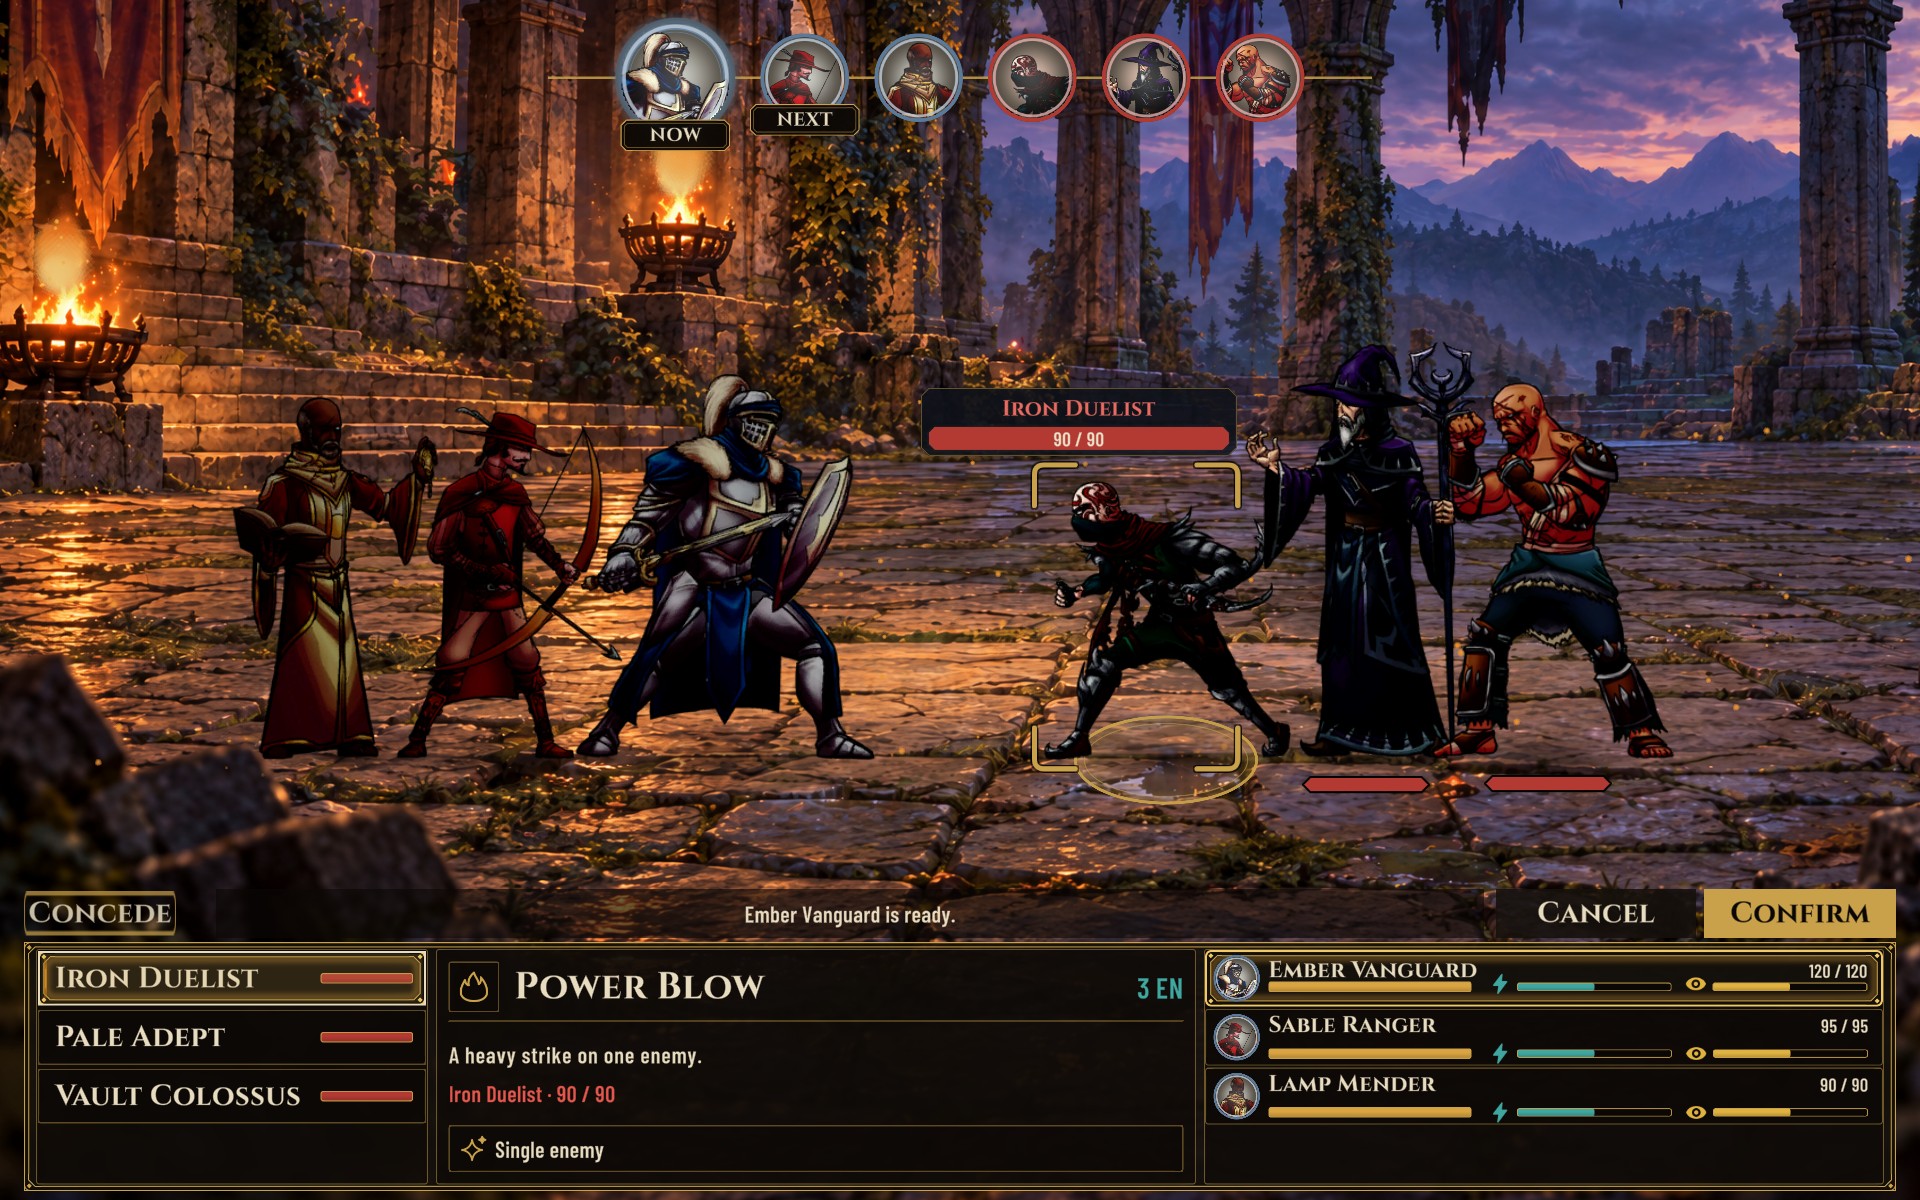 NOW
NEXT
IRON DUELIST
90 / 90
CONCEDE
Ember Vanguard is ready.
CANCEL
CONFIRM
IRON DUELIST
PALE ADEPT
VAULT COLOSSUS
POWER BLOW
3 EN
A heavy strike on one enemy.
Iron Duelist · 90 / 90
Single enemy
EMBER VANGUARD
120 / 120
SABLE RANGER
95 / 95
LAMP MENDER
90 / 90